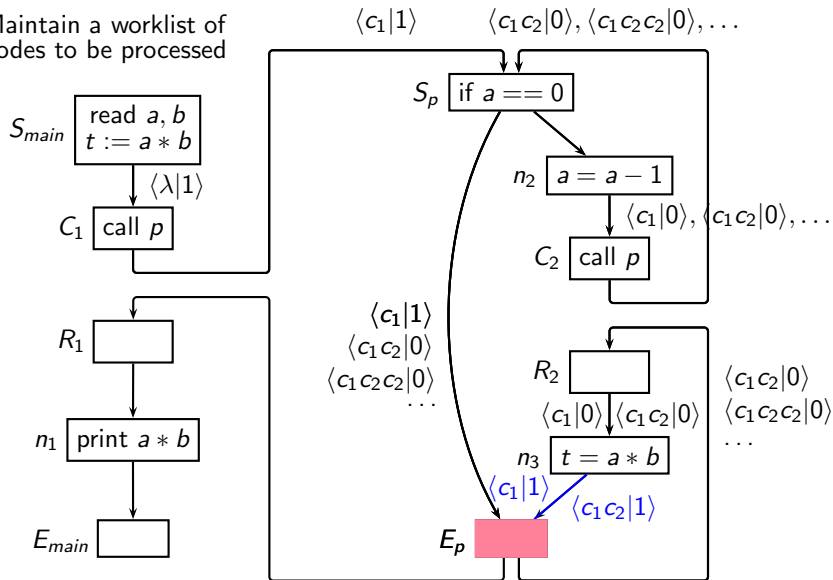 Maintain a worklist of
odes to be processed
⟨c₁|1⟩
⟨c₁c₂|0⟩, ⟨c₁c₂c₂|0⟩, . . .
S_p
if a == 0
S_main
read a, b
t := a ∗ b
⟨λ|1⟩
n₂
a = a − 1
⟨c₁|0⟩, ⟨c₁c₂|0⟩, . . .
C₁
call p
C₂
call p
⟨c₁|1⟩
⟨c₁c₂|0⟩
⟨c₁c₂c₂|0⟩
. . .
R₁
R₂
⟨c₁c₂|0⟩
⟨c₁c₂c₂|0⟩
. . .
⟨c₁|0⟩
⟨c₁c₂|0⟩
n₁
print a ∗ b
n₃
t = a ∗ b
⟨c₁|1⟩
⟨c₁c₂|1⟩
E_main
E_p